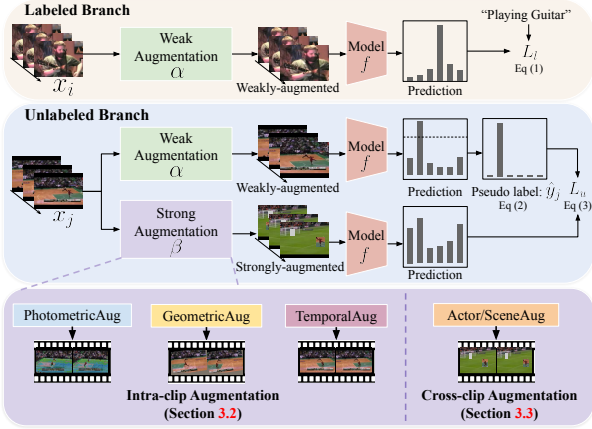 Labeled Branch
x_i
Weak
Augmentation
α
Weakly-augmented
Model
f
Prediction
“Playing Guitar”
L_l
Eq (1)
Unlabeled Branch
x_j
Weak
Augmentation
α
Weakly-augmented
Model
f
Prediction
Pseudo label: ŷ_j
Eq (2)
L_u
Eq (3)
Strong
Augmentation
β
Strongly-augmented
Model
f
Prediction
PhotometricAug
GeometricAug
TemporalAug
Actor/SceneAug
Intra-clip Augmentation
(Section 3.2)
Cross-clip Augmentation
(Section 3.3)